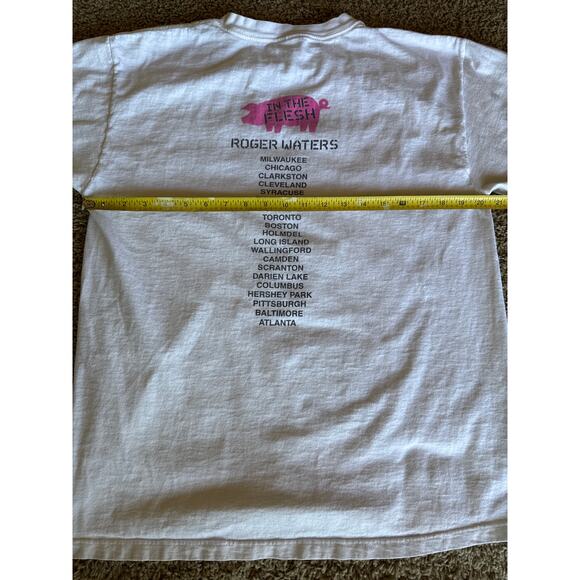 IN THE
FLESH
ROGER WATERS
MILWAUKEE
CHICAGO
CLARKSTON
CLEVELAND
SYRACUSE
TORONTO
BOSTON
HOLMDEL
LONG ISLAND
WALLINGFORD
CAMDEN
SCRANTON
DARIEN LAKE
COLUMBUS
HERSHEY PARK
PITTSBURGH
BALTIMORE
ATLANTA